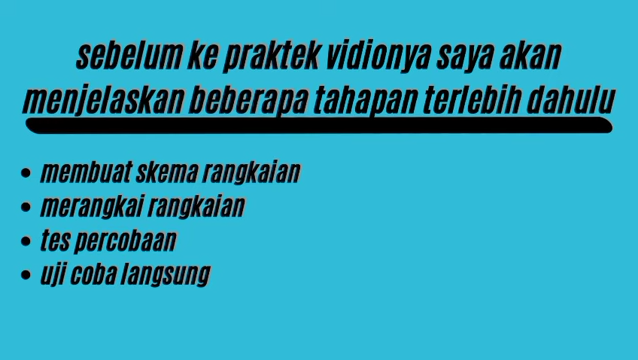 sebelum ke praktek vidionya saya akan
menjelaskan beberapa tahapan terlebih dahulu
• membuat skema rangkaian
• merangkai rangkaian
• tes percobaan
• uji coba langsung